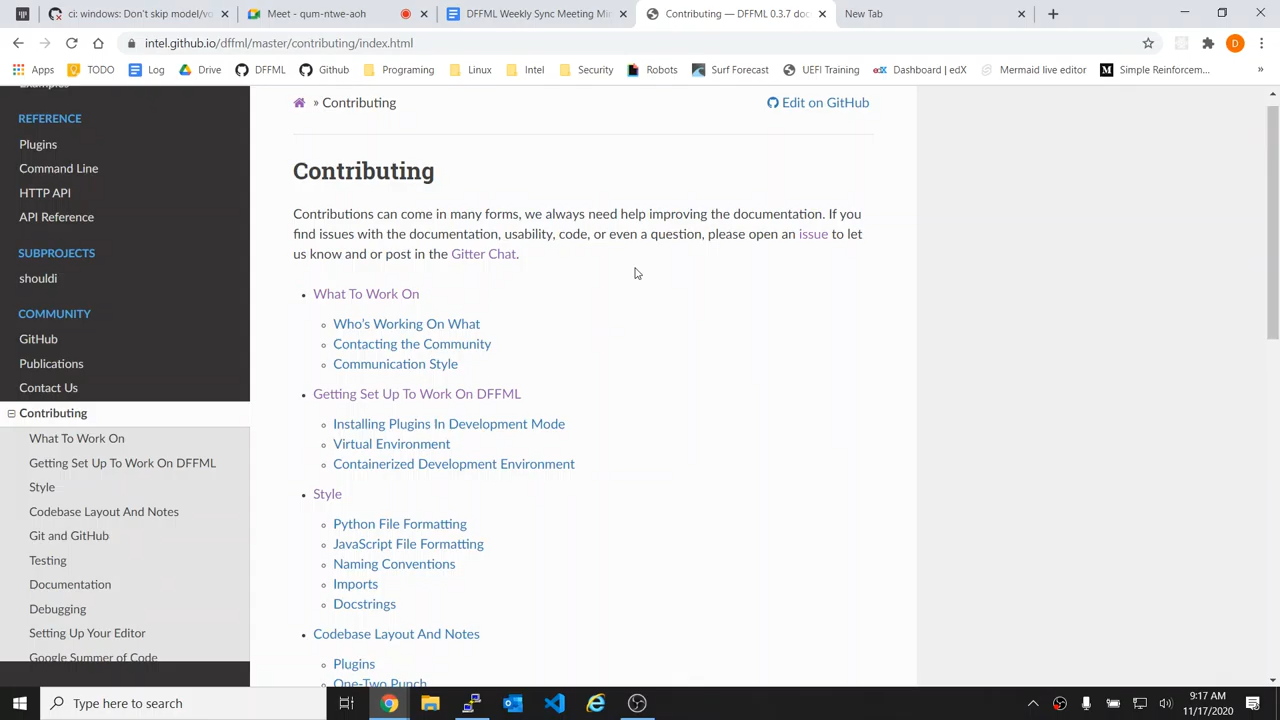 ci: windows: Don't skip model/vo
Meet - qum-ntwe-aoh
DFFML Weekly Sync Meeting Mi
Contributing — DFFML 0.3.7 doc
New Tab
intel.github.io/dffml/master/contributing/index.html
D
Apps
TODO
Log
Drive
DFFML
Github
Programing
Linux
Intel
Security
Robots
Surf Forecast
UEFI Training
edX
Dashboard | edX
Mermaid live editor
M
Simple Reinforcem...
»
Examples
REFERENCE
Plugins
Command Line
HTTP API
API Reference
SUBPROJECTS
shouldi
COMMUNITY
GitHub
Publications
Contact Us
Contributing
What To Work On
Getting Set Up To Work On DFFML
Style
Codebase Layout And Notes
Git and GitHub
Testing
Documentation
Debugging
Setting Up Your Editor
Google Summer of Code
» Contributing
Edit on GitHub
Contributing
Contributions can come in many forms, we always need help improving the documentation. If you
find issues with the documentation, usability, code, or even a question, please open an issue to let
us know and or post in the Gitter Chat.
• What To Work On
◦ Who's Working On What
◦ Contacting the Community
◦ Communication Style
• Getting Set Up To Work On DFFML
◦ Installing Plugins In Development Mode
◦ Virtual Environment
◦ Containerized Development Environment
• Style
◦ Python File Formatting
◦ JavaScript File Formatting
◦ Naming Conventions
◦ Imports
◦ Docstrings
• Codebase Layout And Notes
◦ Plugins
◦ One-Two Punch
Type here to search
9:17 AM
11/17/2020